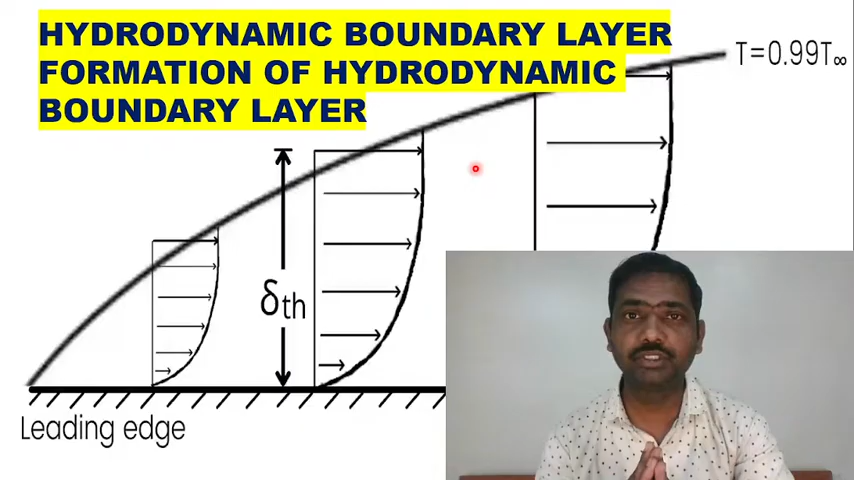 HYDRODYNAMIC BOUNDARY LAYER
FORMATION OF HYDRODYNAMIC
BOUNDARY LAYER
T=0.99T∞
δth
Leading edge